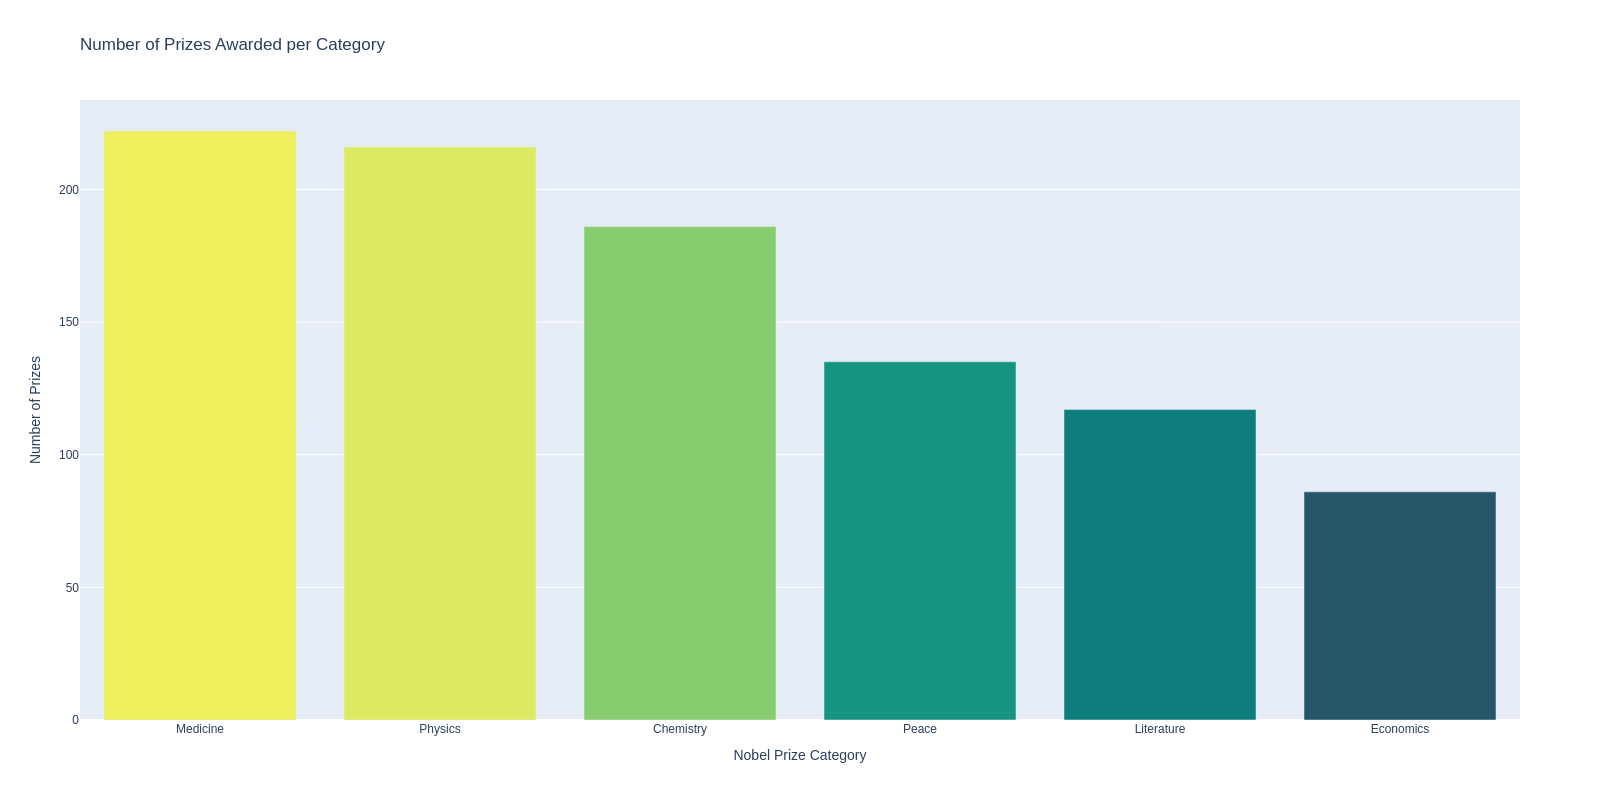 Number of Prizes Awarded per Category
Number of Prizes
200
150
100
50
0
Medicine
Physics
Chemistry
Peace
Literature
Economics
Nobel Prize Category